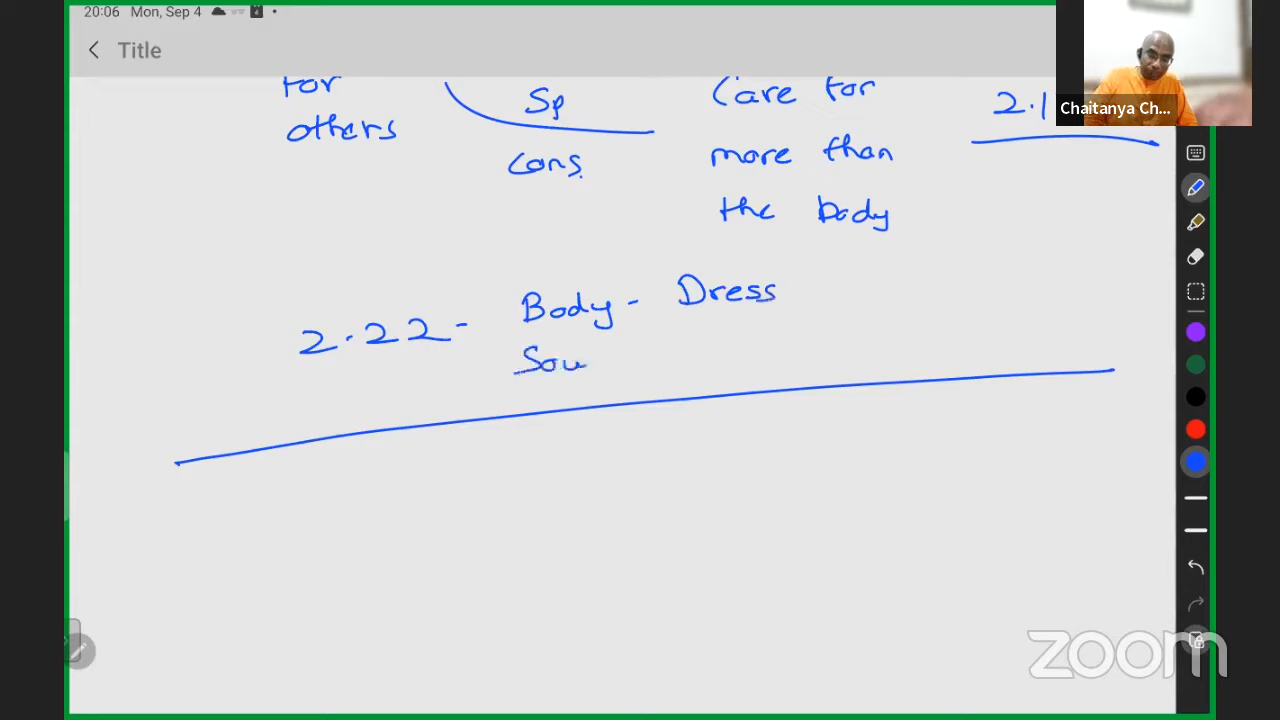 20:06 Mon, Sep 4
Title
for
others
Sp
Cons.
Care for
more than
the body
2.1
Chaitanya Ch...
2.22 - Body - Dress
Sou
zoom